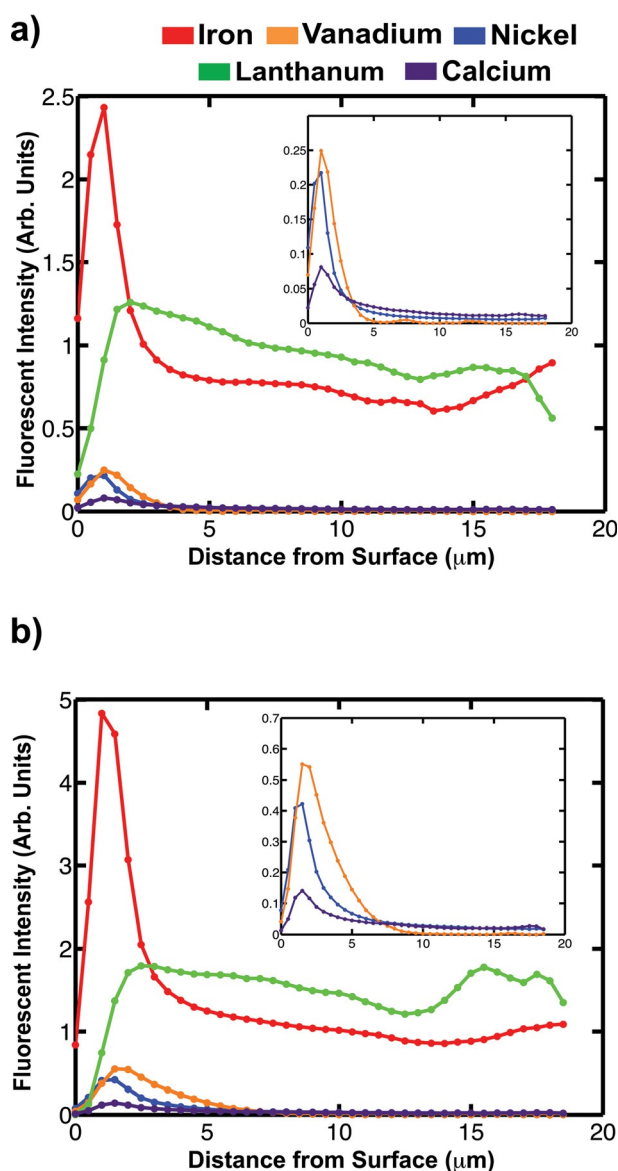 a)
Iron Vanadium Nickel
Lanthanum Calcium
Fluorescent Intensity (Arb. Units)
2.5
2
1.5
1
0.5
0
0 5 10 15 20
Distance from Surface (μm)
0.25
0.2
0.15
0.1
0.05
0
0 5 10 15 20
b)
Fluorescent Intensity (Arb. Units)
5
4
3
2
1
0
0 5 10 15 20
Distance from Surface (μm)
0.7
0.6
0.5
0.4
0.3
0.2
0.1
0
0 5 10 15 20